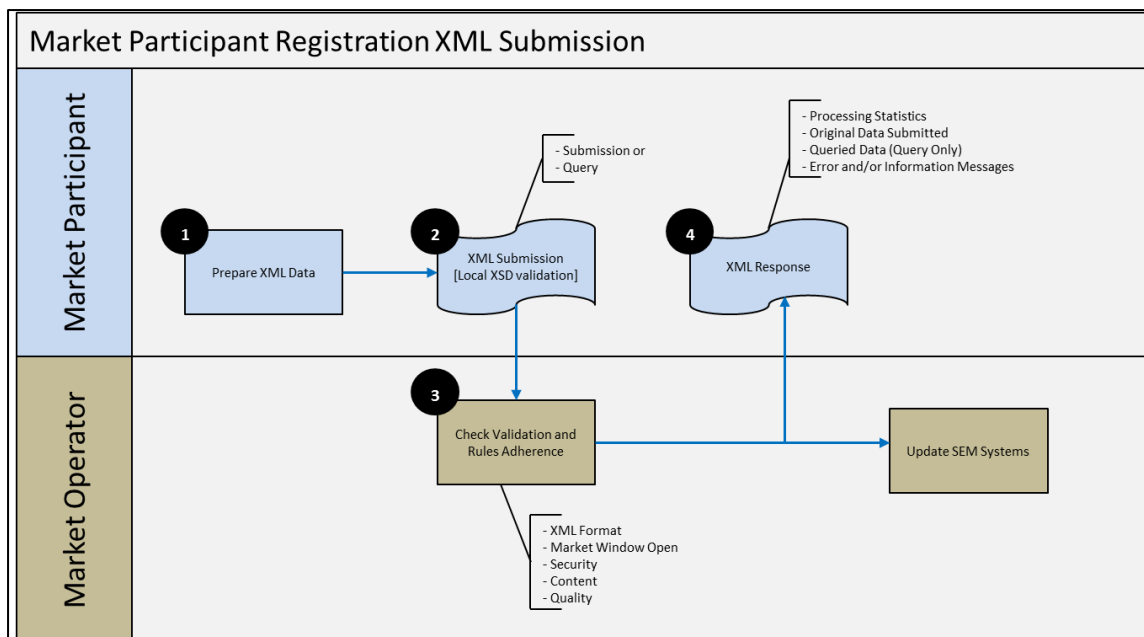 Market Participant Registration XML Submission
Market Participant
- Processing Statistics
- Original Data Submitted
- Queried Data (Query Only)
- Error and/or Information Messages
- Submission or
- Query
1
Prepare XML Data
2
XML Submission
[Local XSD validation]
4
XML Response
Market Operator
3
Check Validation and
Rules Adherence
Update SEM Systems
- XML Format
- Market Window Open
- Security
- Content
- Quality